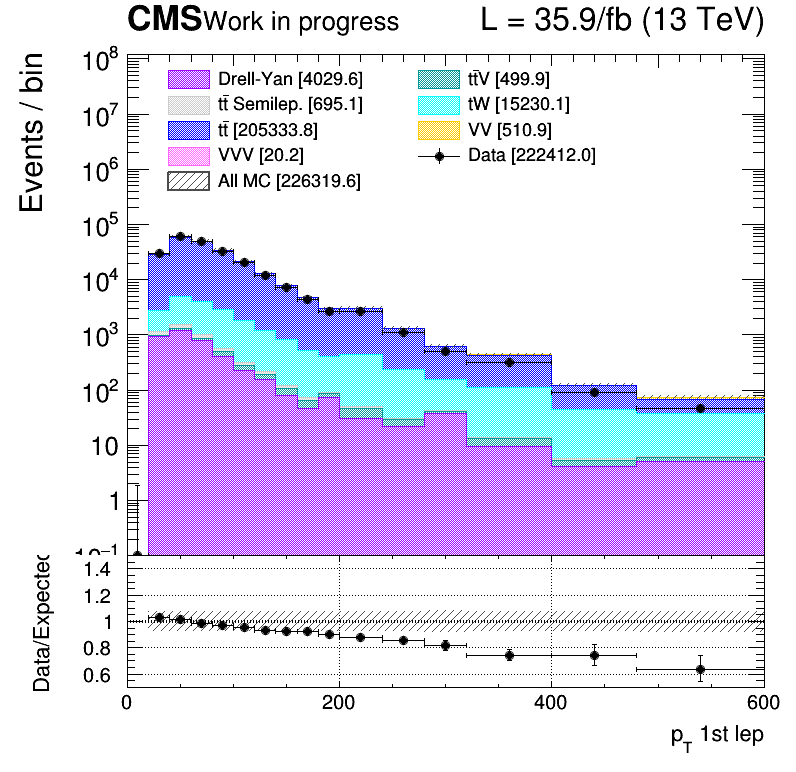 CMS Work in progress L = 35.9/fb (13 TeV)
Events / bin
Drell-Yan [4029.6] tt̄V [499.9]
tt̄ Semilep. [695.1] tW [15230.1]
tt̄ [205333.8] VV [510.9]
VVV [20.2] Data [222412.0]
All MC [226319.6]
10⁸
10⁷
10⁶
10⁵
10⁴
10³
10²
10
1
10⁻¹
Data/Expected
1.4
1.2
1
0.8
0.6
0 200 400 600
p_T 1st lep